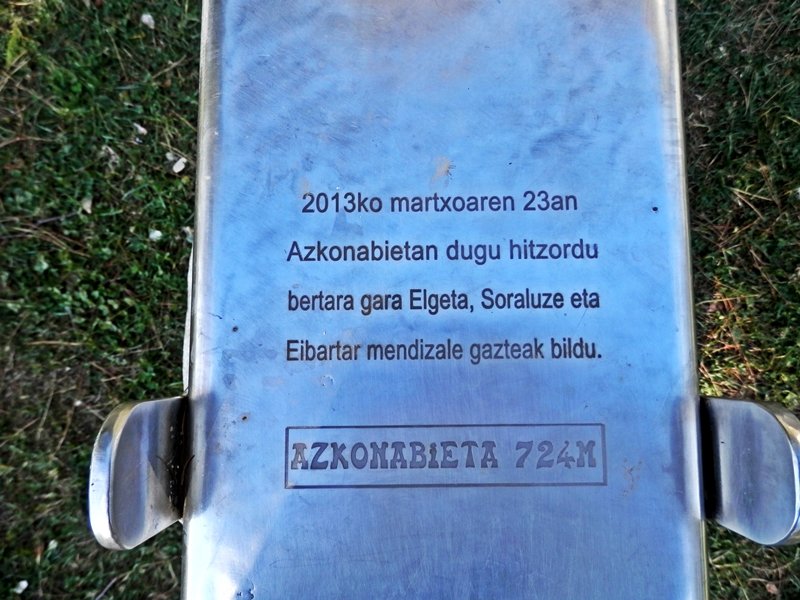 2013ko martxoaren 23an
Azkonabietan dugu hitzordu
bertara gara Elgeta, Soraluze eta
Eibartar mendizale gazteak bildu.
AZKONABiETA 724M